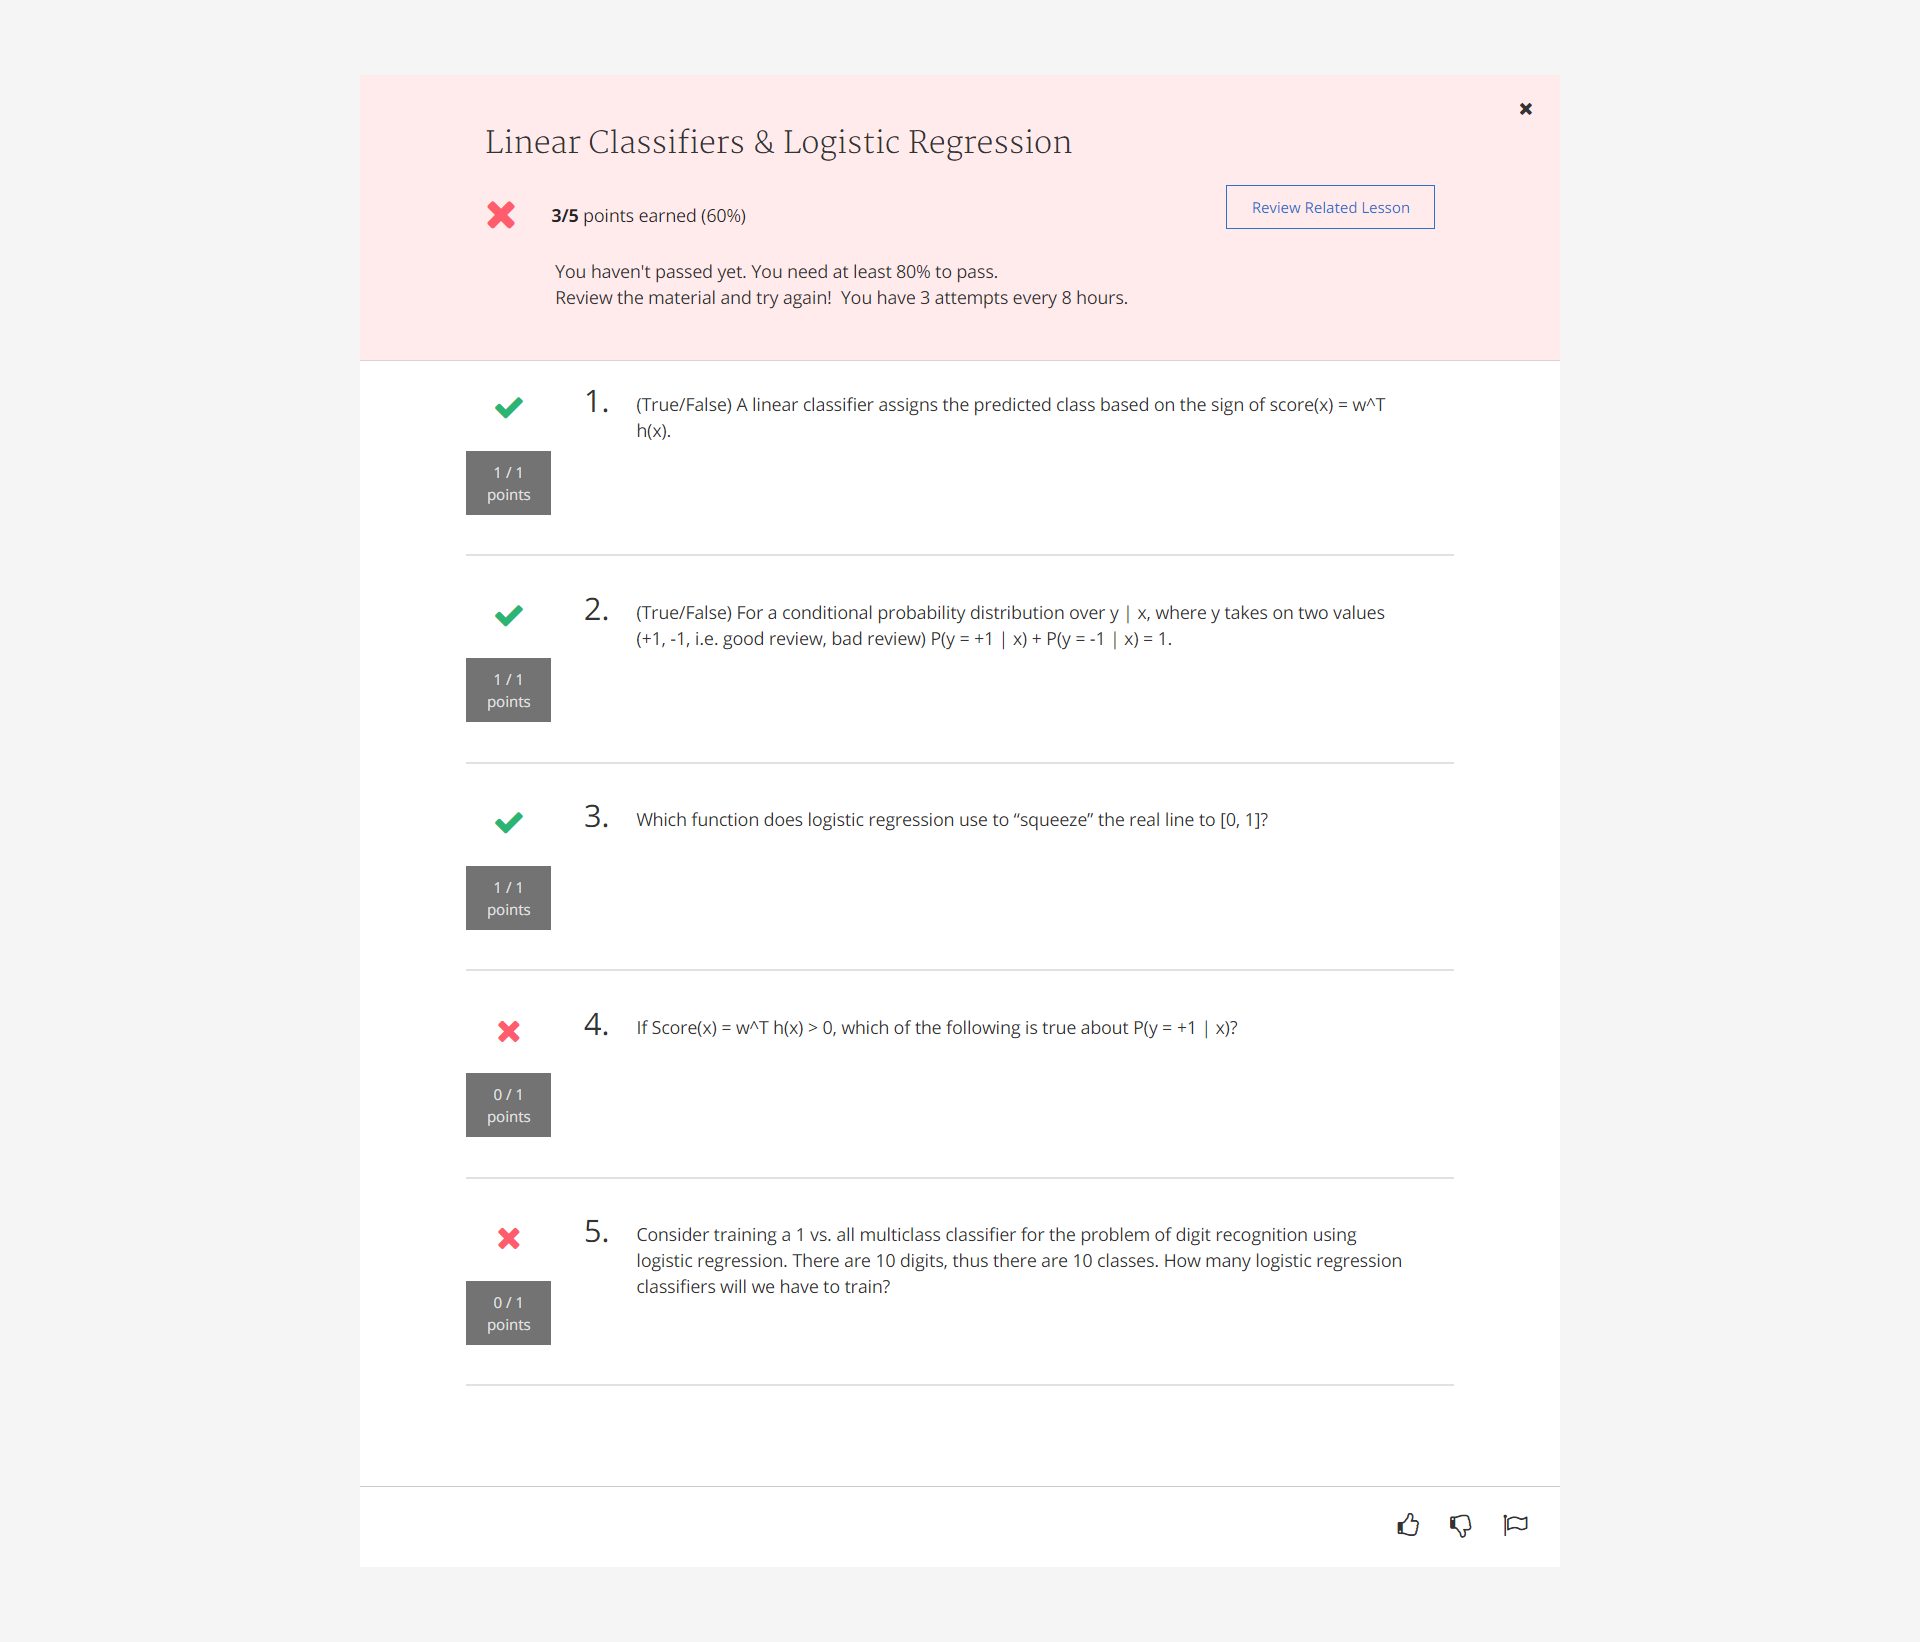 Linear Classifiers & Logistic Regression
3/5 points earned (60%)
Review Related Lesson
You haven't passed yet. You need at least 80% to pass.
Review the material and try again!  You have 3 attempts every 8 hours.
1.
(True/False) A linear classifier assigns the predicted class based on the sign of score(x) = w^T
h(x).
1 / 1
points
2.
(True/False) For a conditional probability distribution over y | x, where y takes on two values
(+1, -1, i.e. good review, bad review) P(y = +1 | x) + P(y = -1 | x) = 1.
1 / 1
points
3.
Which function does logistic regression use to “squeeze” the real line to [0, 1]?
1 / 1
points
4.
If Score(x) = w^T h(x) > 0, which of the following is true about P(y = +1 | x)?
0 / 1
points
5.
Consider training a 1 vs. all multiclass classifier for the problem of digit recognition using
logistic regression. There are 10 digits, thus there are 10 classes. How many logistic regression
classifiers will we have to train?
0 / 1
points